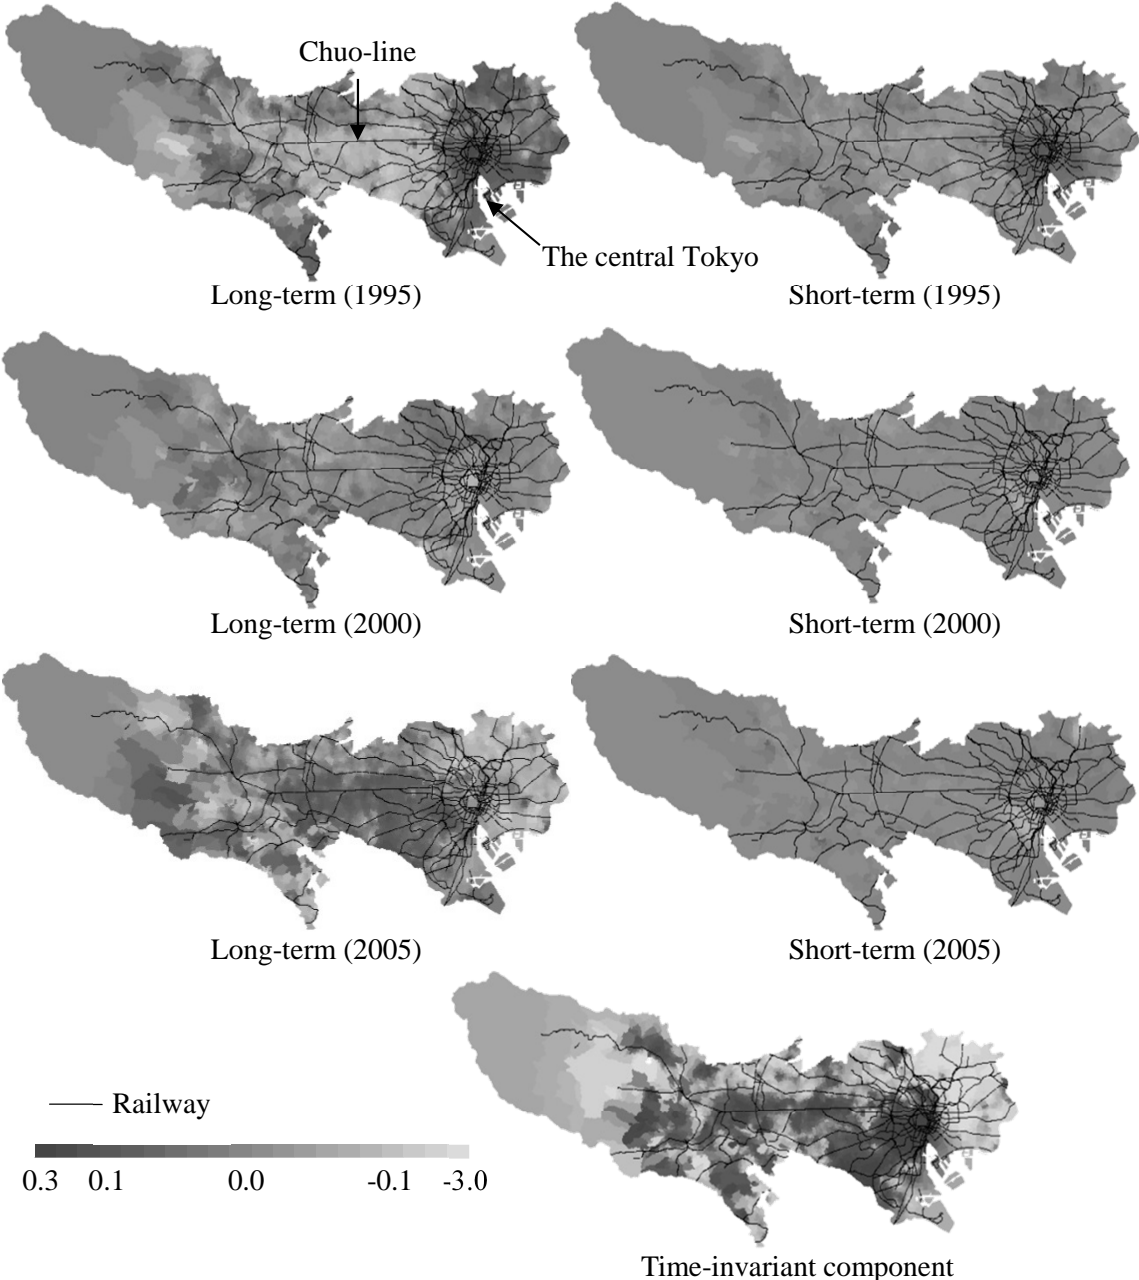 Chuo-line
The central Tokyo
Long-term (1995)
Short-term (1995)
Long-term (2000)
Short-term (2000)
Long-term (2005)
Short-term (2005)
Railway
0.3 0.1 0.0 -0.1 -3.0
Time-invariant component